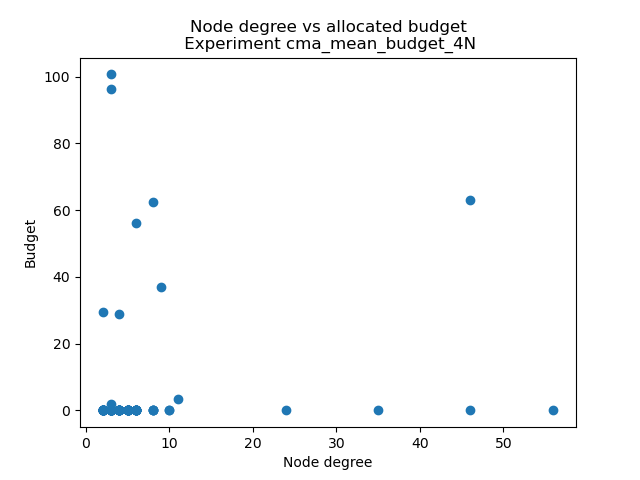 Node degree vs allocated budget
Experiment cma_mean_budget_4N
100
80
60
40
20
0
Budget
0 10 20 30 40 50
Node degree